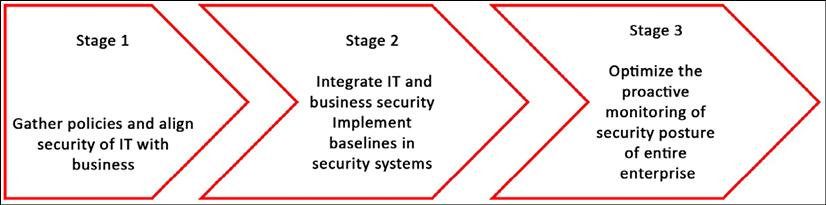 Stage 1
Gather policies and align
security of IT with
business
Stage 2
Integrate IT and
business security
Implement
baselines in
security systems
Stage 3
Optimize the
proactive
monitoring of
security posture
of entire
enterprise